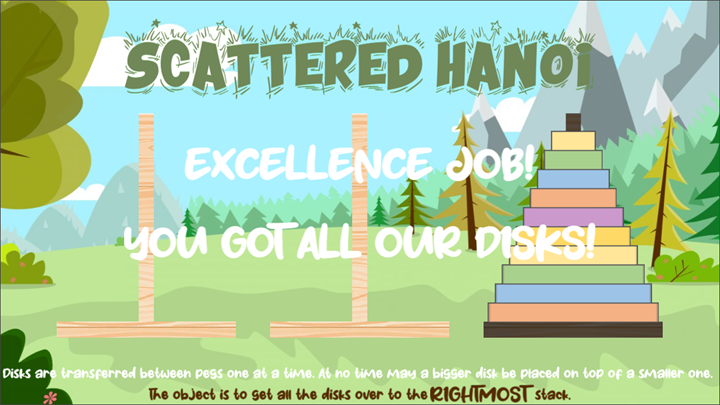 SCATTERED HANOI
EXCELLENCE JOB!
YOU GOT ALL OUR DISKS!
Disks are transferred between pegs one at a time. At no time may a bigger disk be placed on top of a smaller one.
The object is to get all the disks over to the RIGHTMOST stack.